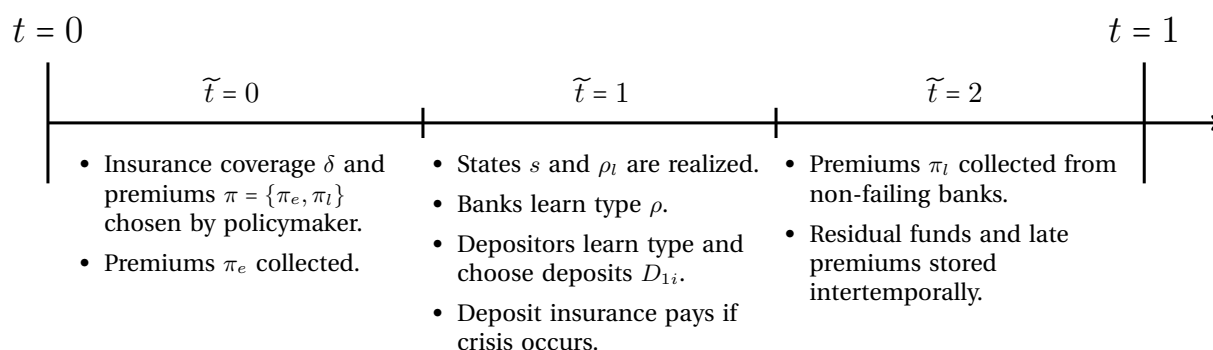 t = 0
t = 1
t̃ = 0
t̃ = 1
t̃ = 2
• Insurance coverage δ and
premiums π = {π_e, π_l}
chosen by policymaker.
• Premiums π_e collected.
• States s and ρ_l are realized.
• Banks learn type ρ.
• Depositors learn type and
choose deposits D_{1i}.
• Deposit insurance pays if
crisis occurs.
• Premiums π_l collected from
non-failing banks.
• Residual funds and late
premiums stored
intertemporally.